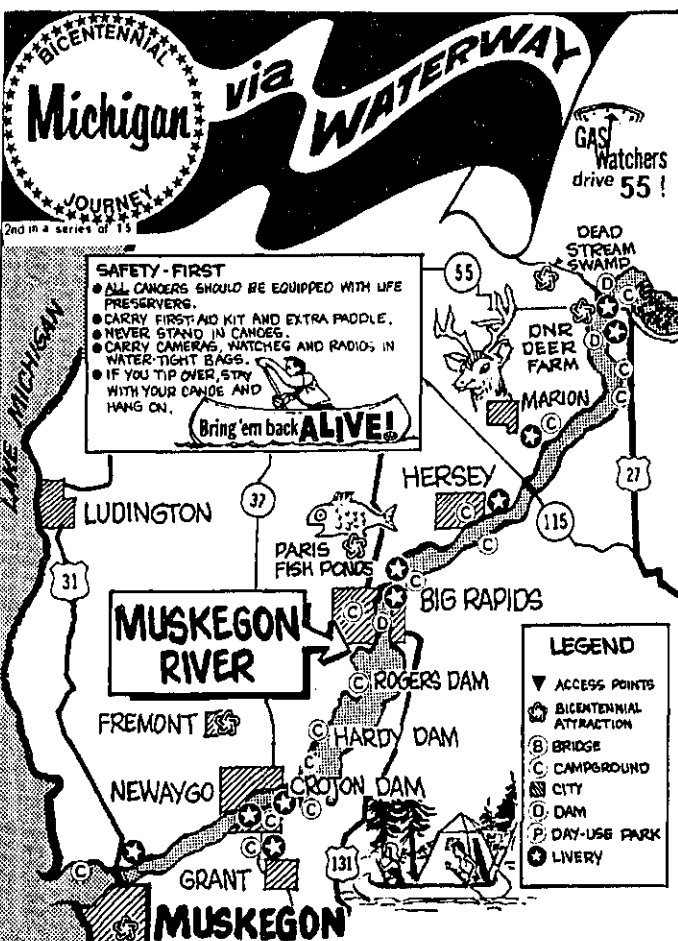 BICENTENNIAL
Michigan
JOURNEY
via WATERWAY
2nd in a series of 15
GAS
Watchers
drive 55 !
DEAD
STREAM
SWAMP
SAFETY-FIRST
ALL CANOERS SHOULD BE EQUIPPED WITH LIFE
PRESERVERS.
CARRY FIRST-AID KIT AND EXTRA PADDLE.
NEVER STAND IN CANOES.
CARRY CAMERAS, WATCHES AND RADIOS IN
WATER-TIGHT BAGS.
IF YOU TIP OVER, STAY
WITH YOUR CANOE AND
HANG ON.
Bring 'em back ALIVE!
55
D
C
DNR
DEER
FARM
D
C
C
MARION
C
LAKE MICHIGAN
LUDINGTON
37
HERSEY
C
27
115
C
PARIS
FISH PONDS
31
C
BIG RAPIDS
C
D
MUSKEGON
RIVER
C ROGERS DAM
FREMONT
C
HARDY DAM
C
NEWAYGO
CROTON DAM
C
C
C
C
GRANT
131
MUSKEGON
LEGEND
ACCESS POINTS
BICENTENNIAL
ATTRACTION
B BRIDGE
C CAMPGROUND
CITY
D DAM
P DAY-USE PARK
LIVERY